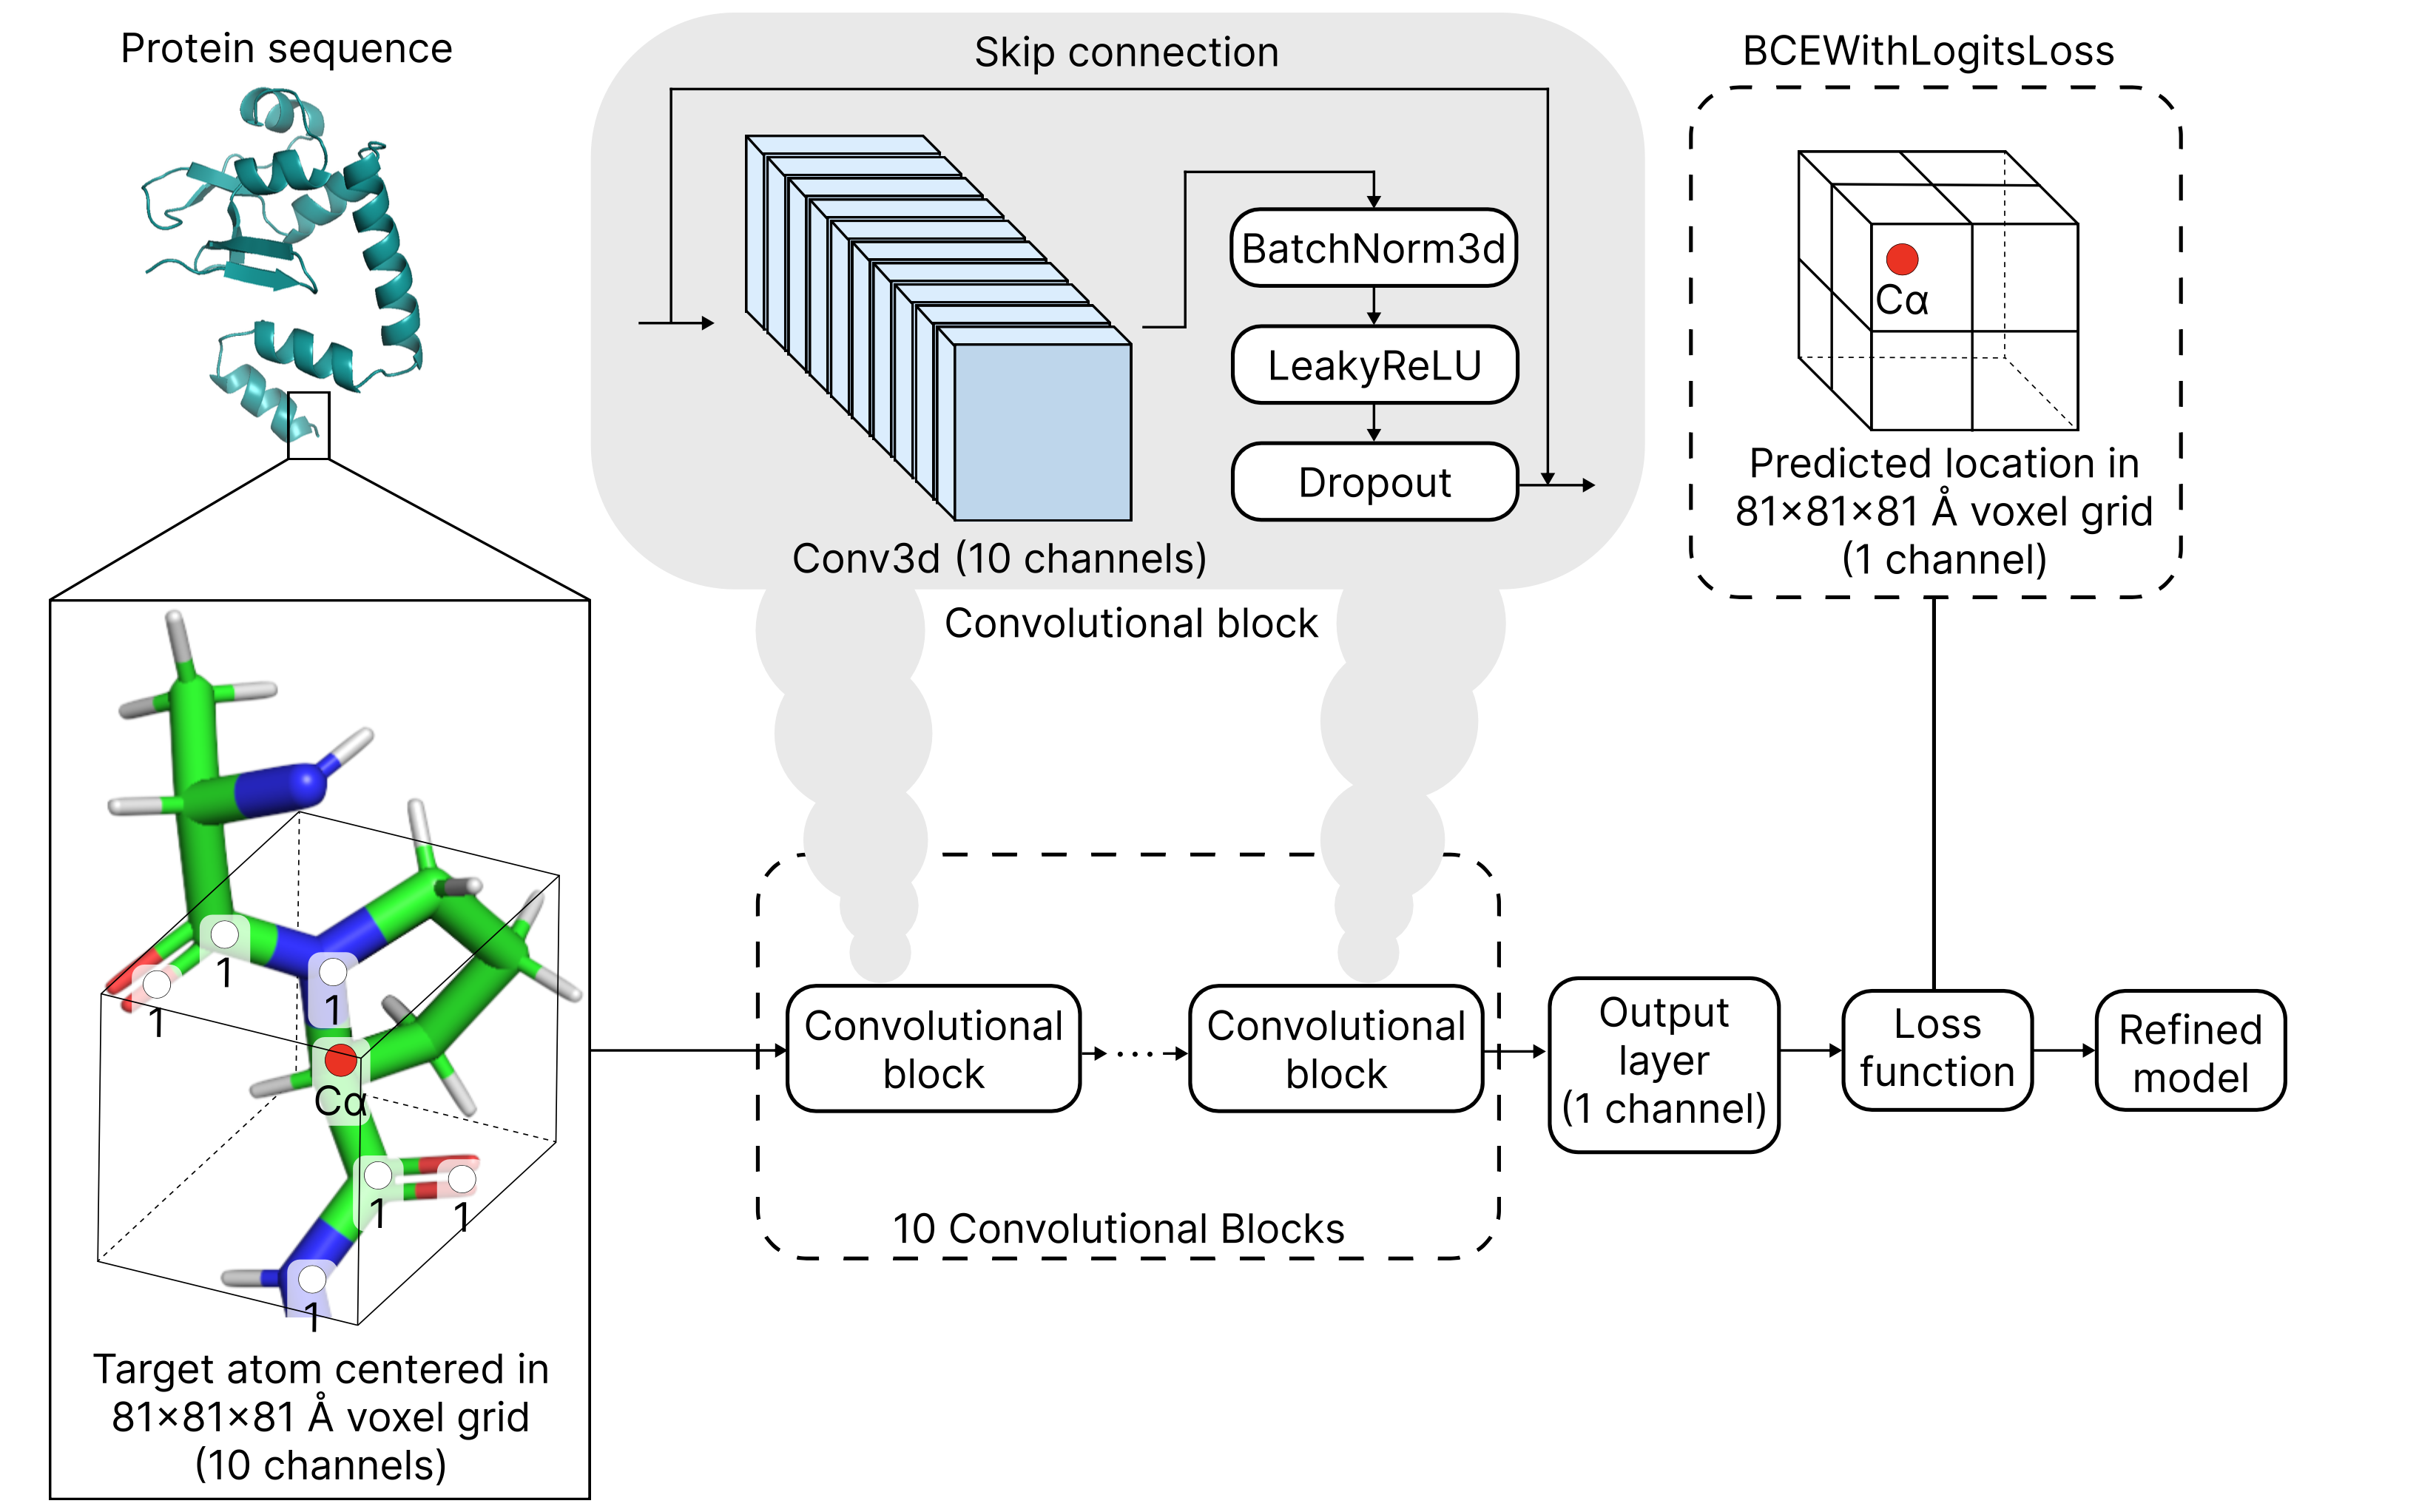 Protein sequence
Skip connection
BCEWithLogitsLoss
BatchNorm3d
LeakyReLU
Dropout
Conv3d (10 channels)
Convolutional block
Cα
Predicted location in
81×81×81 Å voxel grid
(1 channel)
1
1
1
Cα
1
1
1
Target atom centered in
81×81×81 Å voxel grid
(10 channels)
Convolutional
block
...
Convolutional
block
10 Convolutional Blocks
Output
layer
(1 channel)
Loss
function
Refined
model